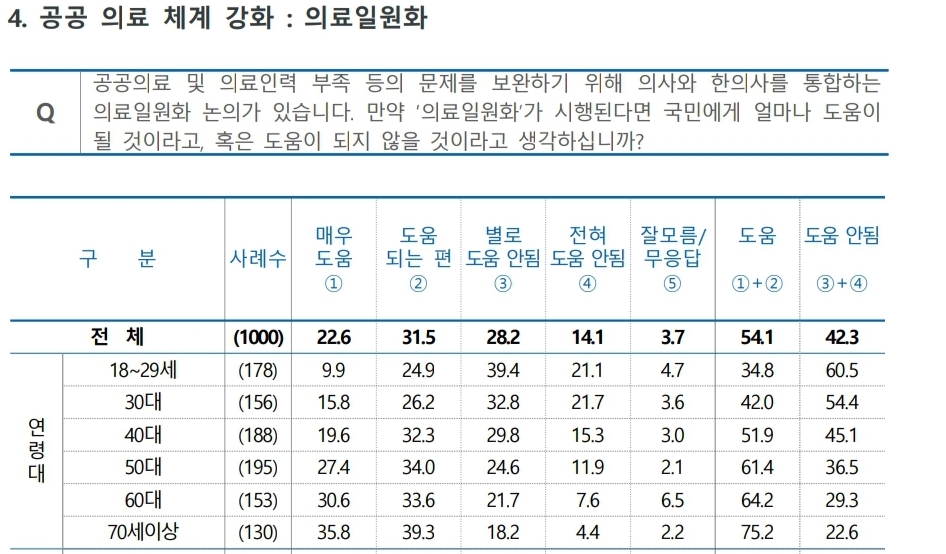 4. 공공 의료 체계 강화 : 의료일원화
Q
공공의료 및 의료인력 부족 등의 문제를 보완하기 위해 의사와 한의사를 통합하는
의료일원화 논의가 있습니다. 만약 ‘의료일원화’가 시행된다면 국민에게 얼마나 도움이
될 것이라고, 혹은 도움이 되지 않을 것이라고 생각하십니까?
구 분 사례수 매우 도움 ① 도움 되는 편 ② 별로 도움 안됨 ③ 전혀 도움 안됨 ④ 잘모름/무응답 ⑤ 도움 ①+② 도움 안됨 ③+④
전 체 (1000) 22.6 31.5 28.2 14.1 3.7 54.1 42.3
연령대
18~29세 (178) 9.9 24.9 39.4 21.1 4.7 34.8 60.5
30대 (156) 15.8 26.2 32.8 21.7 3.6 42.0 54.4
40대 (188) 19.6 32.3 29.8 15.3 3.0 51.9 45.1
50대 (195) 27.4 34.0 24.6 11.9 2.1 61.4 36.5
60대 (153) 30.6 33.6 21.7 7.6 6.5 64.2 29.3
70세이상 (130) 35.8 39.3 18.2 4.4 2.2 75.2 22.6